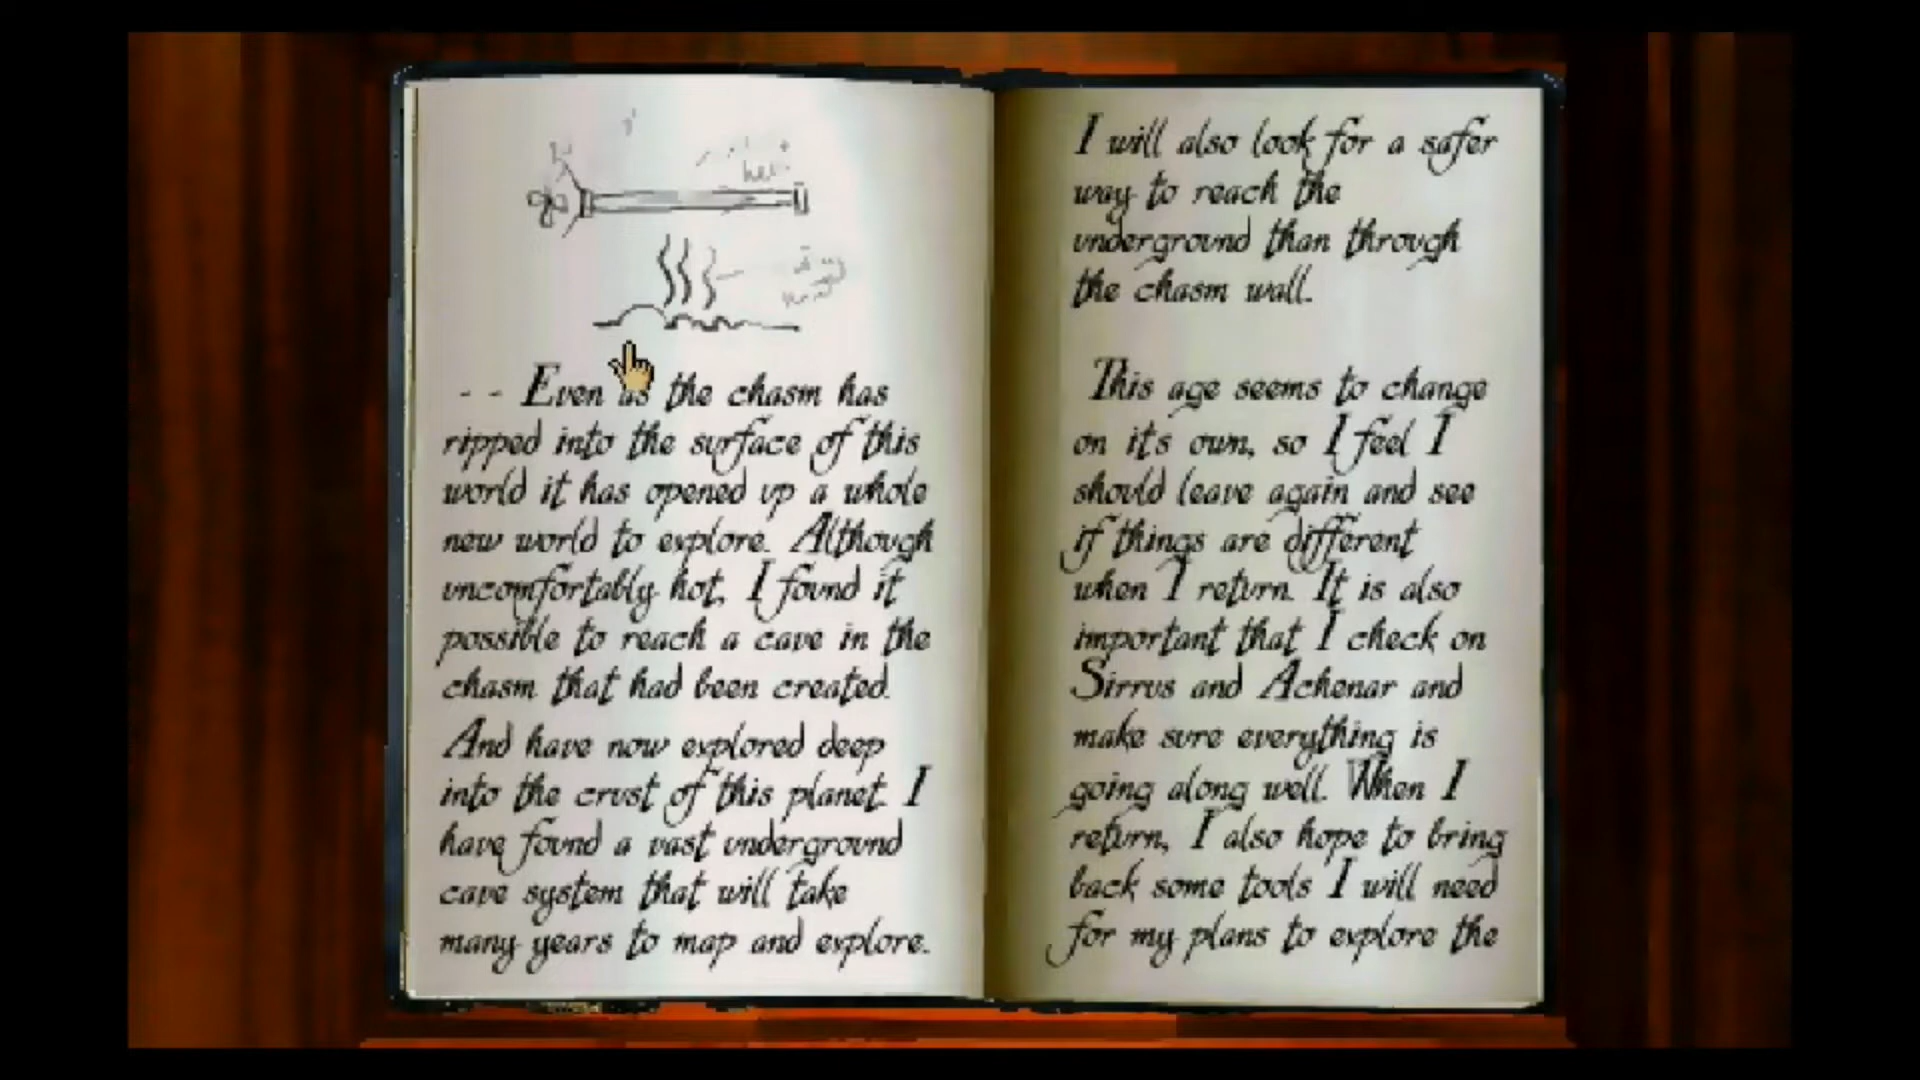 - - Even as the chasm has
ripped into the surface of this
world it has opened up a whole
new world to explore. Although
uncomfortably hot, I found it
possible to reach a cave in the
chasm that had been created.
And have now explored deep
into the crust of this planet. I
have found a vast underground
cave system that will take
many years to map and explore.
I will also look for a safer
way to reach the
underground than through
the chasm wall.
This age seems to change
on its own, so I feel I
should leave again and see
if things are different
when I return. It is also
important that I check on
Sirrus and Achenar and
make sure everything is
going along well. When I
return, I also hope to bring
back some tools I will need
for my plans to explore the